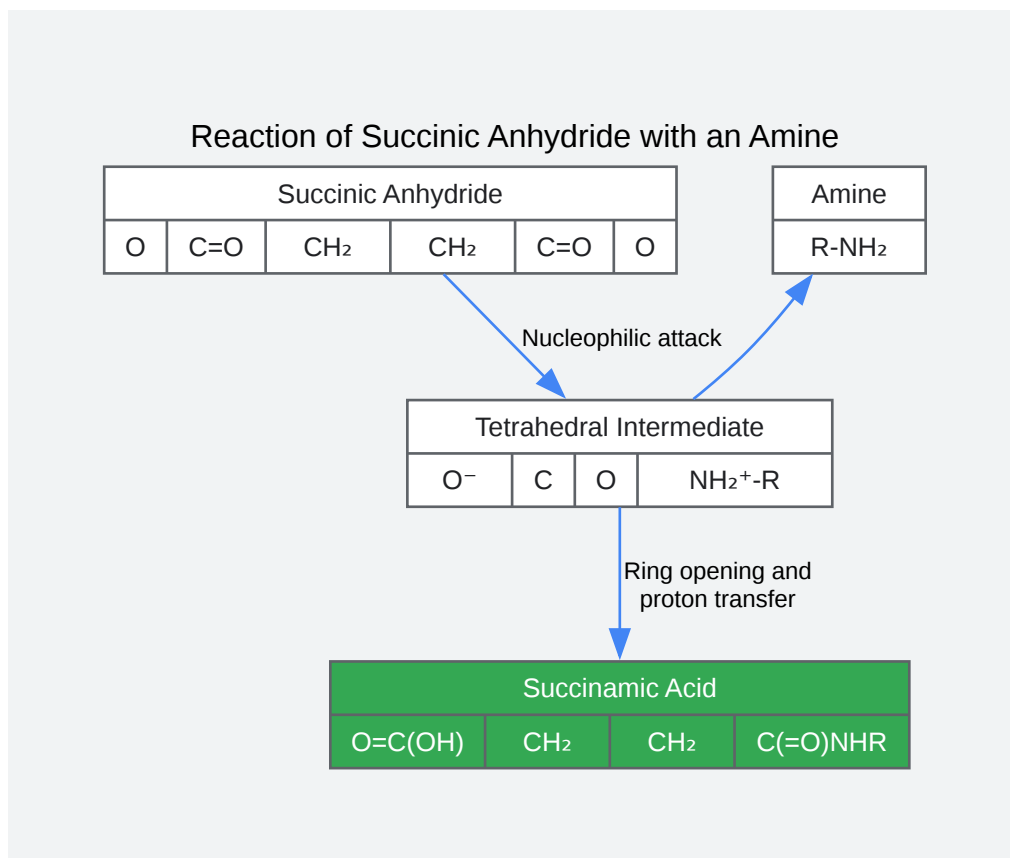 Reaction of Succinic Anhydride with an Amine
Succinic Anhydride
O C=O CH₂ CH₂ C=O O
Amine
R-NH₂
Nucleophilic attack
Tetrahedral Intermediate
O⁻ C O NH₂⁺-R
Ring opening and
proton transfer
Succinamic Acid
O=C(OH) CH₂ CH₂ C(=O)NHR